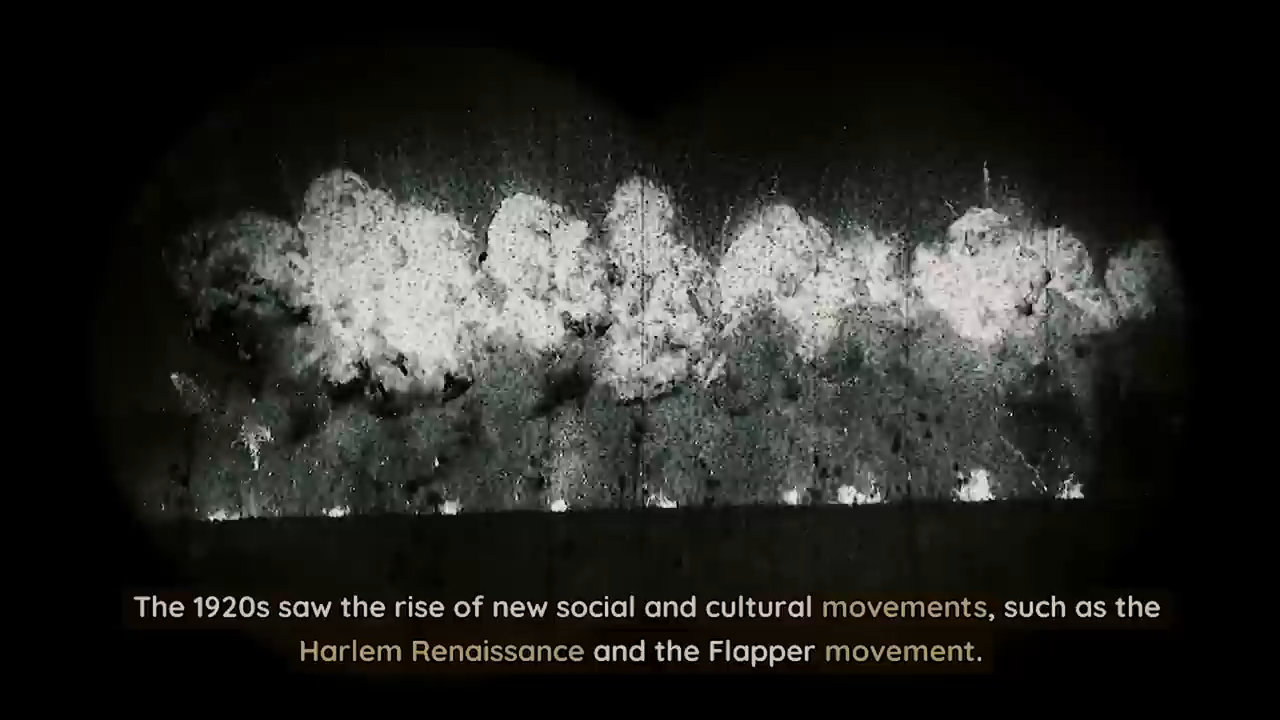 The 1920s saw the rise of new social and cultural movements, such as the
Harlem Renaissance and the Flapper movement.